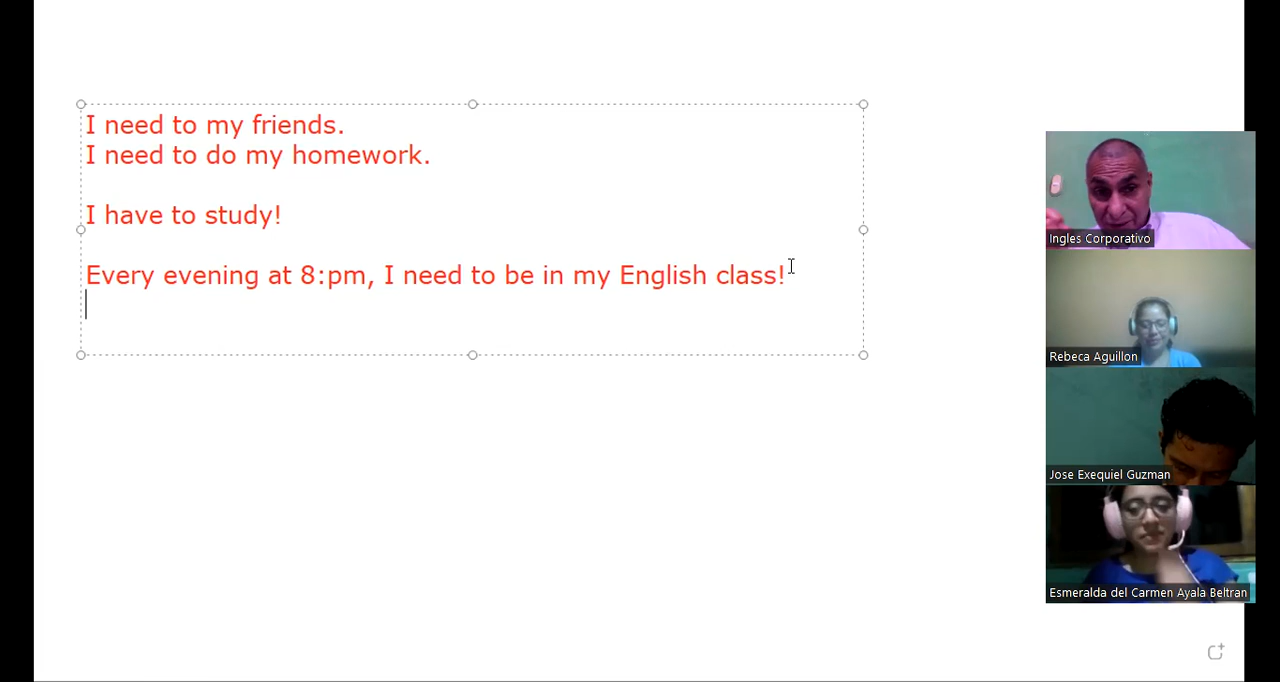 I need to my friends.
I need to do my homework.
I have to study!
Every evening at 8:pm, I need to be in my English class!
Ingles Corporativo
Rebeca Aguillon
Jose Exequiel Guzman
Esmeralda del Carmen Ayala Beltran